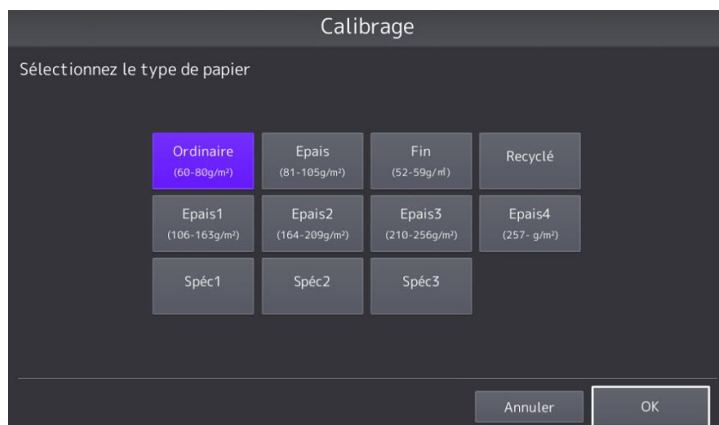 Calibrage
Sélectionnez le type de papier
Ordinaire
(60-80g/m²)
Epais
(81-105g/m²)
Fin
(52-59g/㎡)
Recyclé
Epais1
(106-163g/m²)
Epais2
(164-209g/m²)
Epais3
(210-256g/m²)
Epais4
(257- g/m²)
Spéc1
Spéc2
Spéc3
Annuler
OK